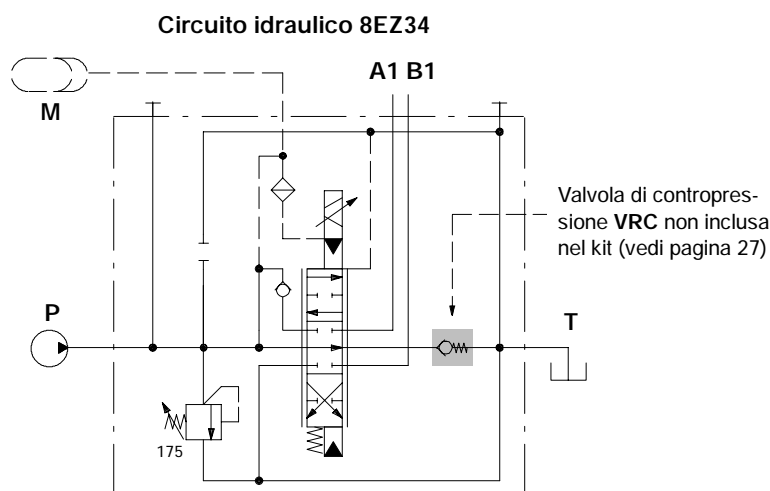 Circuito idraulico 8EZ34
A1 B1
M
Valvola di contropres-
sione VRC non inclusa
nel kit (vedi pagina 27)
P
T
175